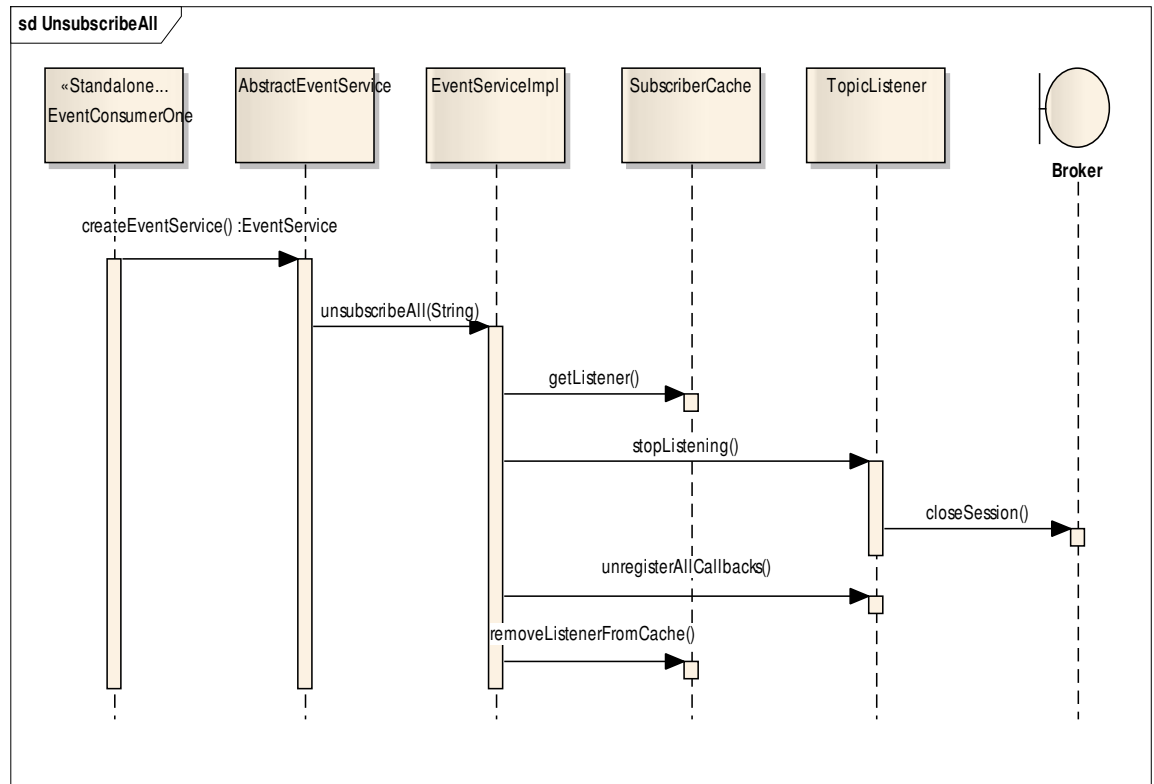 sd UnsubscribeAll
«Standalone...
EventConsumerOne
AbstractEventService
EventServiceImpl
SubscriberCache
TopicListener
Broker
createEventService() :EventService
unsubscribeAll(String)
getListener()
stopListening()
closeSession()
unregisterAllCallbacks()
removeListenerFromCache()